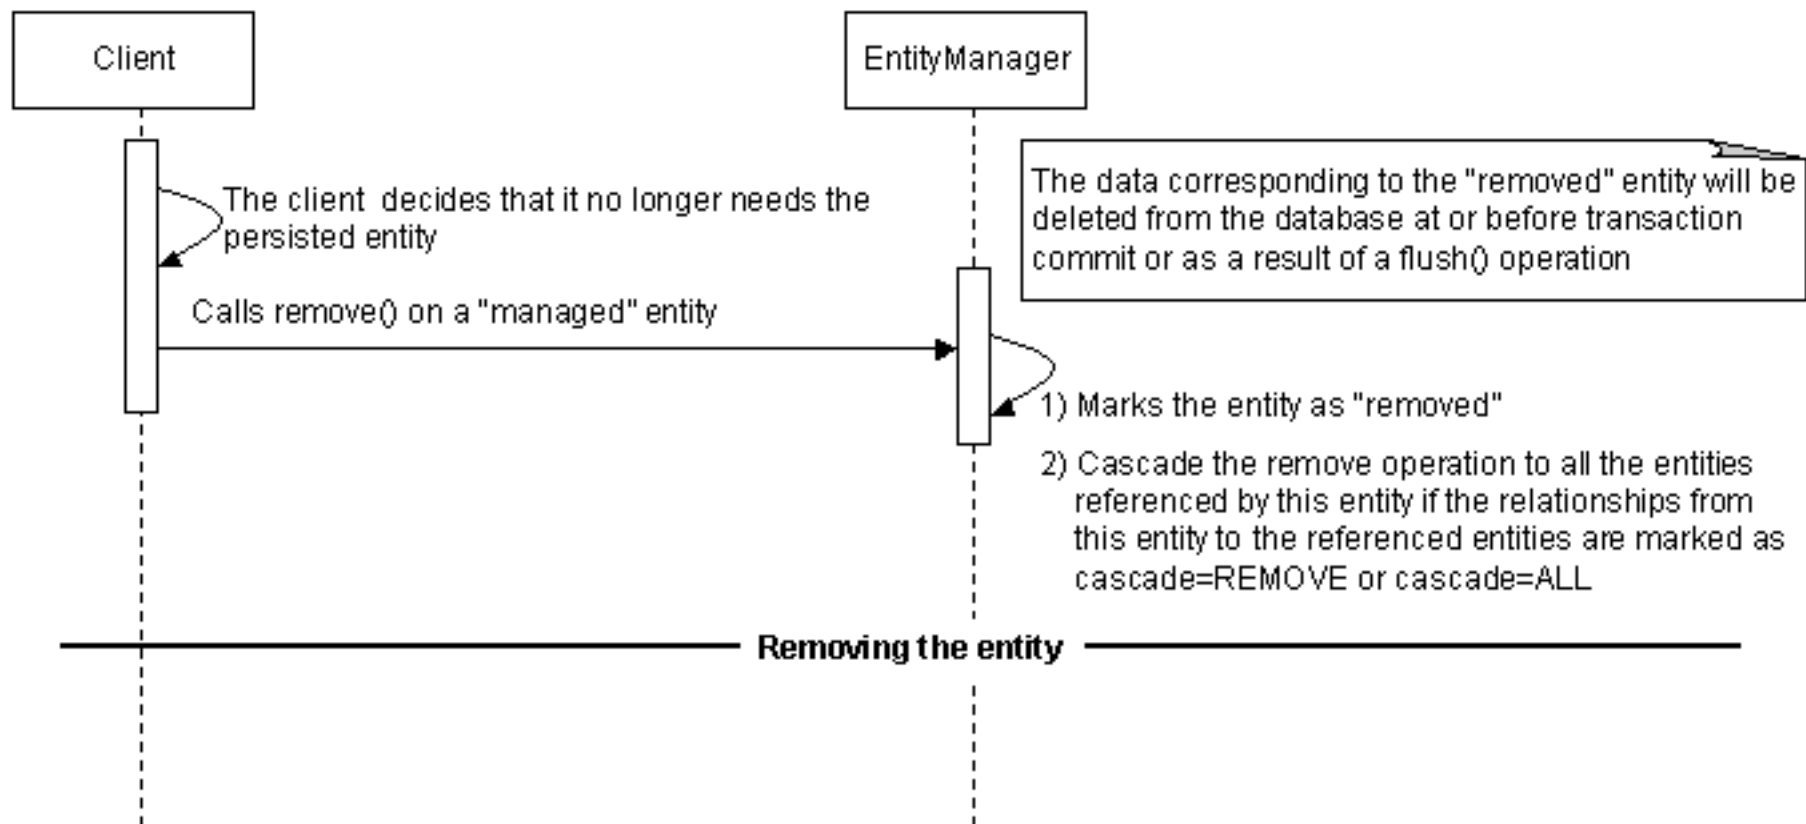 Client
EntityManager
The data corresponding to the "removed" entity will be
deleted from the database at or before transaction
commit or as a result of a flush() operation
The client decides that it no longer needs the
persisted entity
Calls remove() on a "managed" entity
1) Marks the entity as "removed"
2) Cascade the remove operation to all the entities
referenced by this entity if the relationships from
this entity to the referenced entities are marked as
cascade=REMOVE or cascade=ALL
Removing the entity